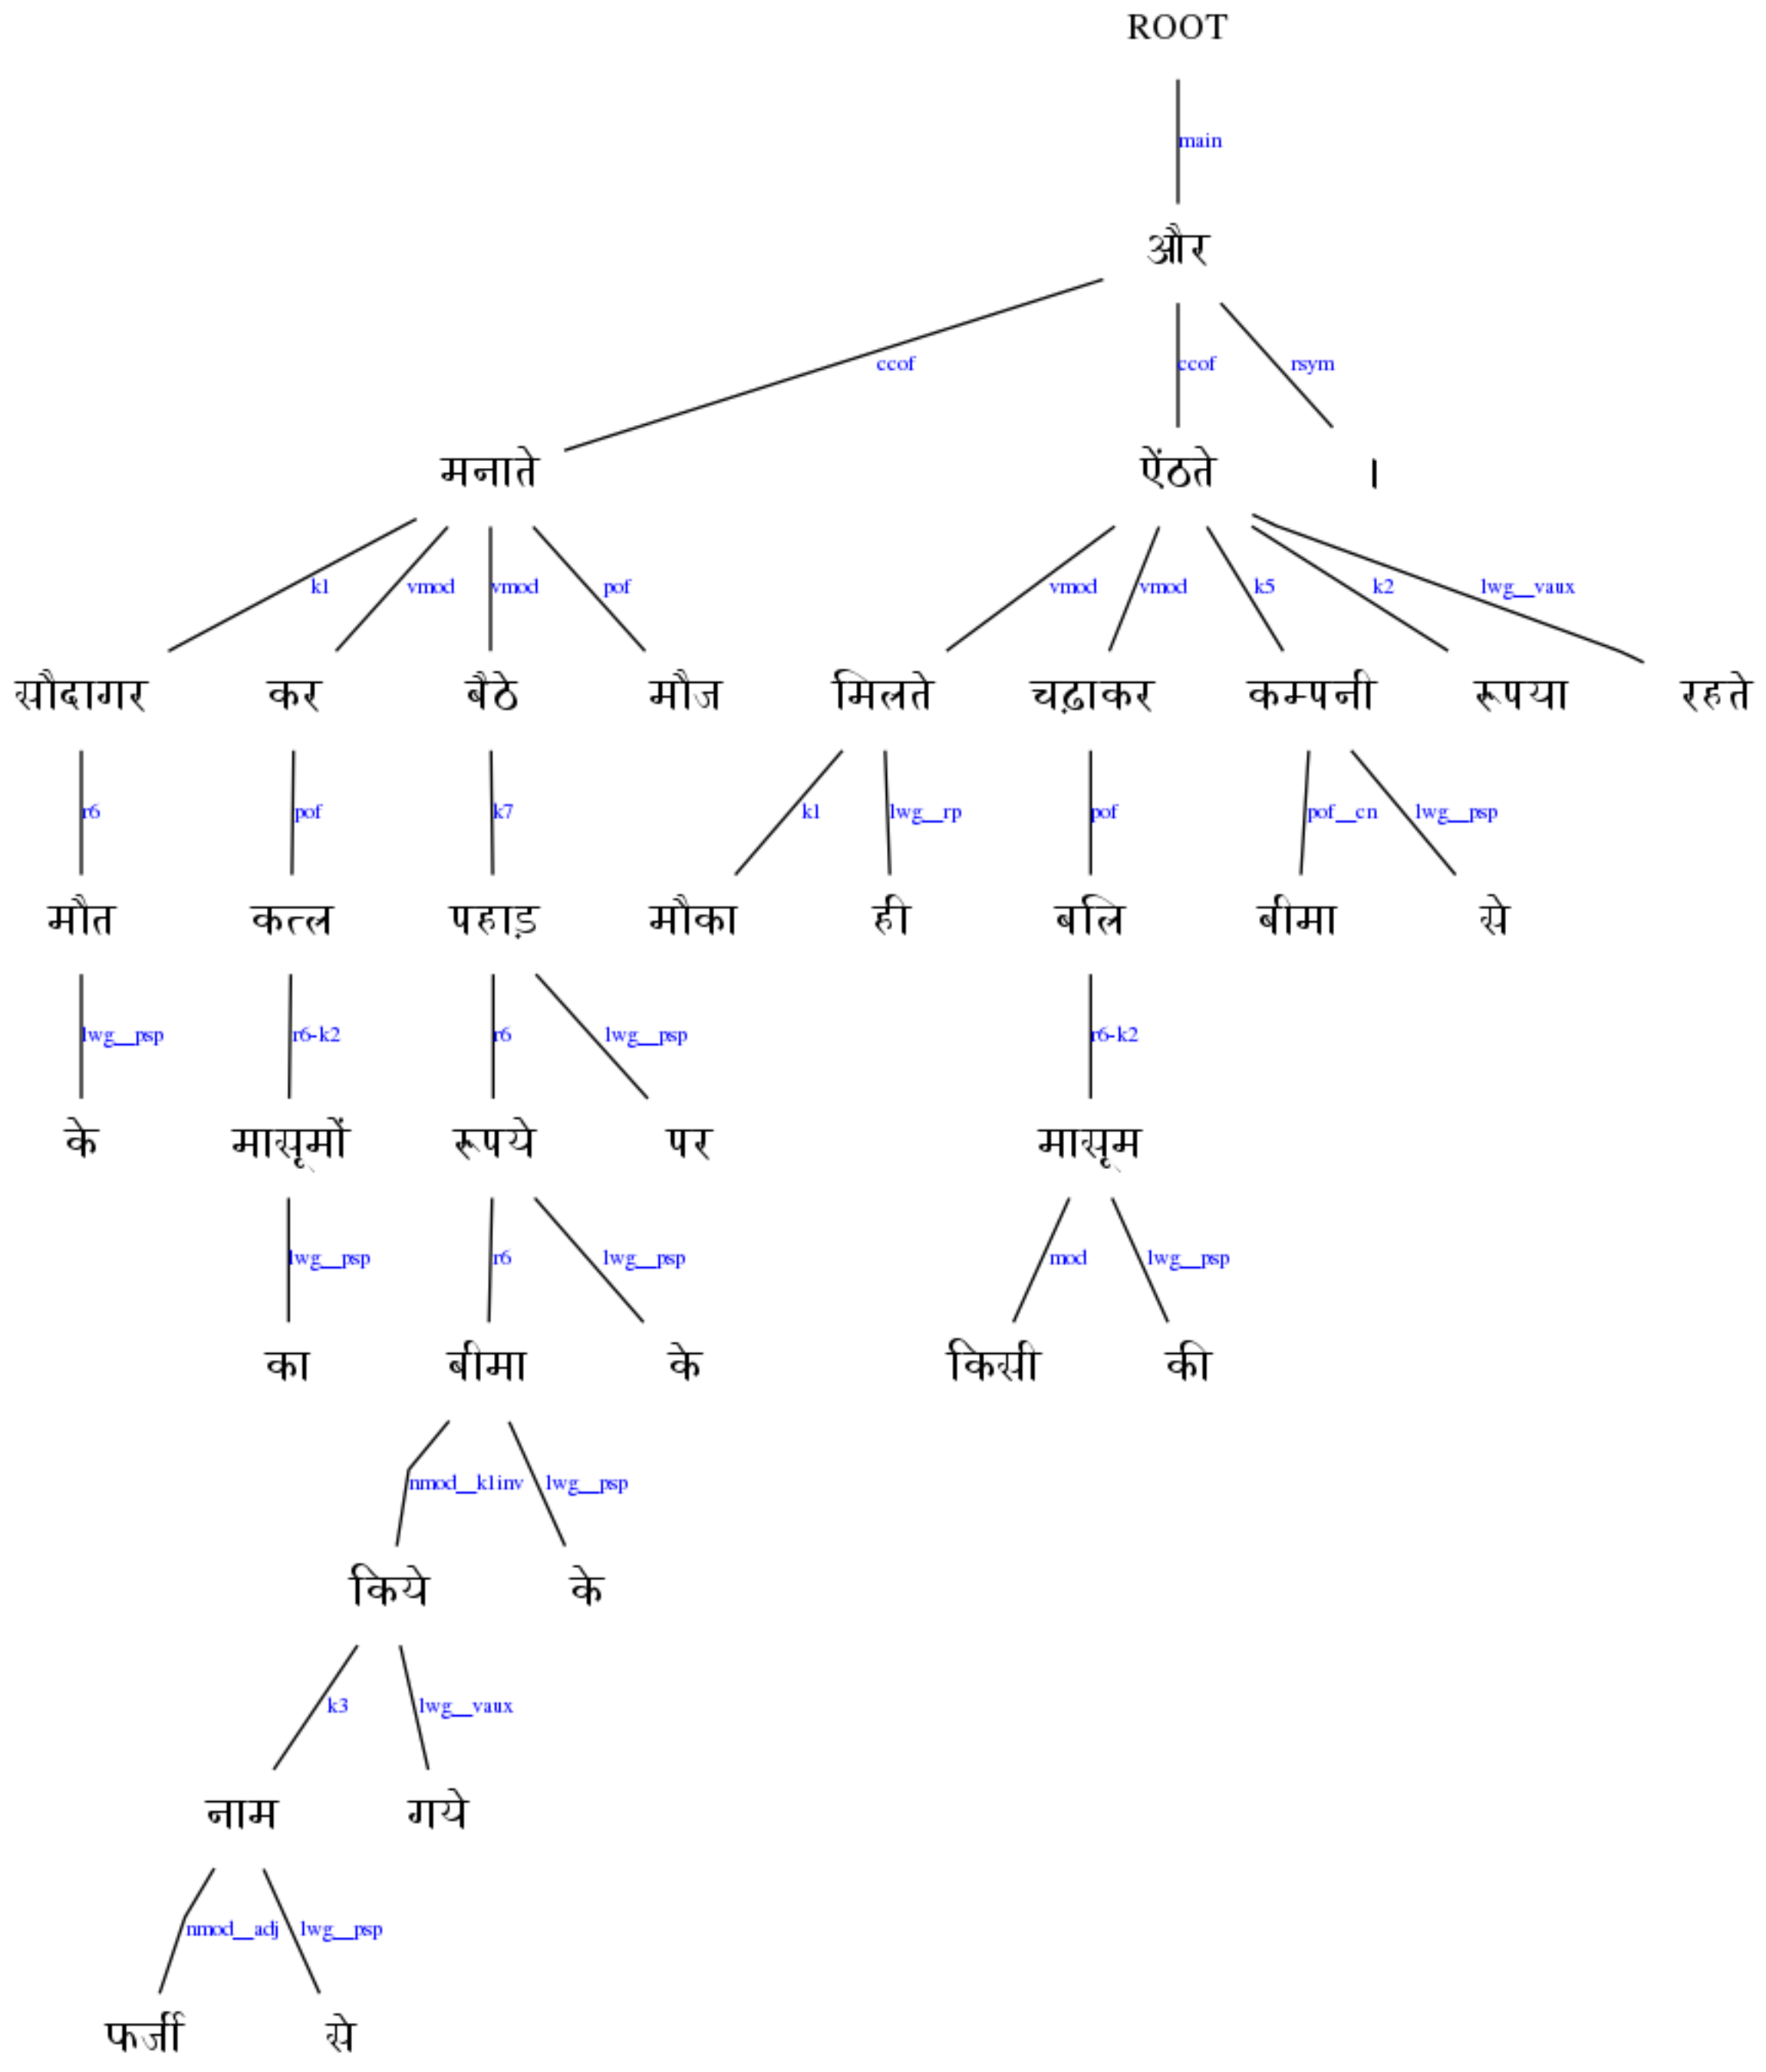 ROOT
main
और
ccof ccof rsym
मनाते ऐंठते ।
k1 vmod vmod pof vmod vmod k5 k2 lwg__vaux
सौदागर कर बैठे मौज मिलते चढ़ाकर कम्पनी रूपया रहते
r6 pof k7 k1 lwg__rp pof pof__cn lwg__psp
मौत कत्ल पहाड़ मौका ही बलि बीमा से
lwg__psp r6-k2 r6 lwg__psp r6-k2
के मासूमों रूपये पर मासूम
lwg__psp r6 lwg__psp mod lwg__psp
का बीमा के किसी की
nmod__k1inv lwg__psp
किये के
k3 lwg__vaux
नाम गये
nmod__adj lwg__psp
फर्जी से